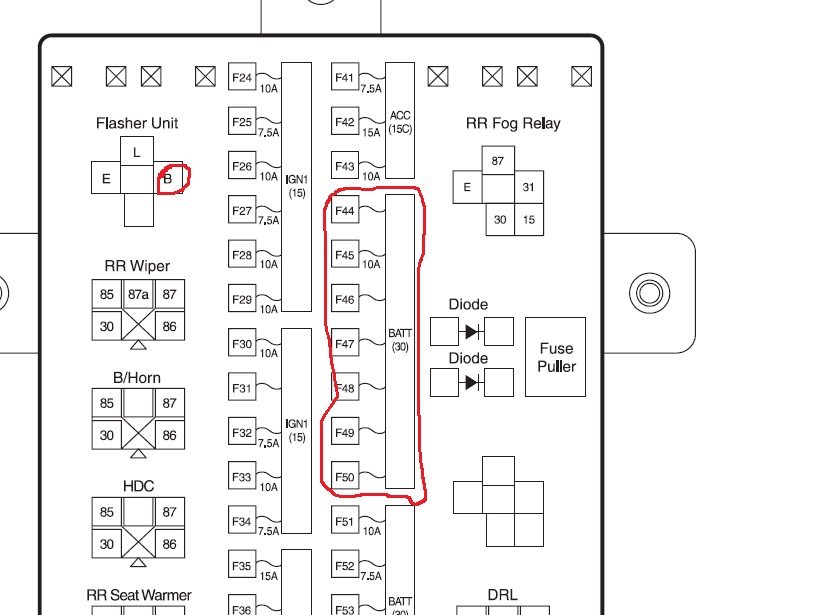 Flasher Unit
L
E
B
RR Wiper
85 87a 87
30 86
B/Horn
85 87
30 86
HDC
85 87
30 86
RR Seat Warmer
F24 10A
F25 7.5A
F26 10A
F27 7.5A
F28 10A
F29 10A
IGN1
(15)
F30 10A
F31
F32 7.5A
F33 10A
F34 7.5A
IGN1
(15)
F35 15A
F36
F41 7.5A
F42 15A
F43 10A
ACC
(15C)
F44
F45 10A
F46
F47
F48
F49
F50
BATT
(30)
F51 10A
F52 7.5A
F53
BATT
(30)
RR Fog Relay
87
E 31
30 15
Diode
Diode
Fuse
Puller
DRL